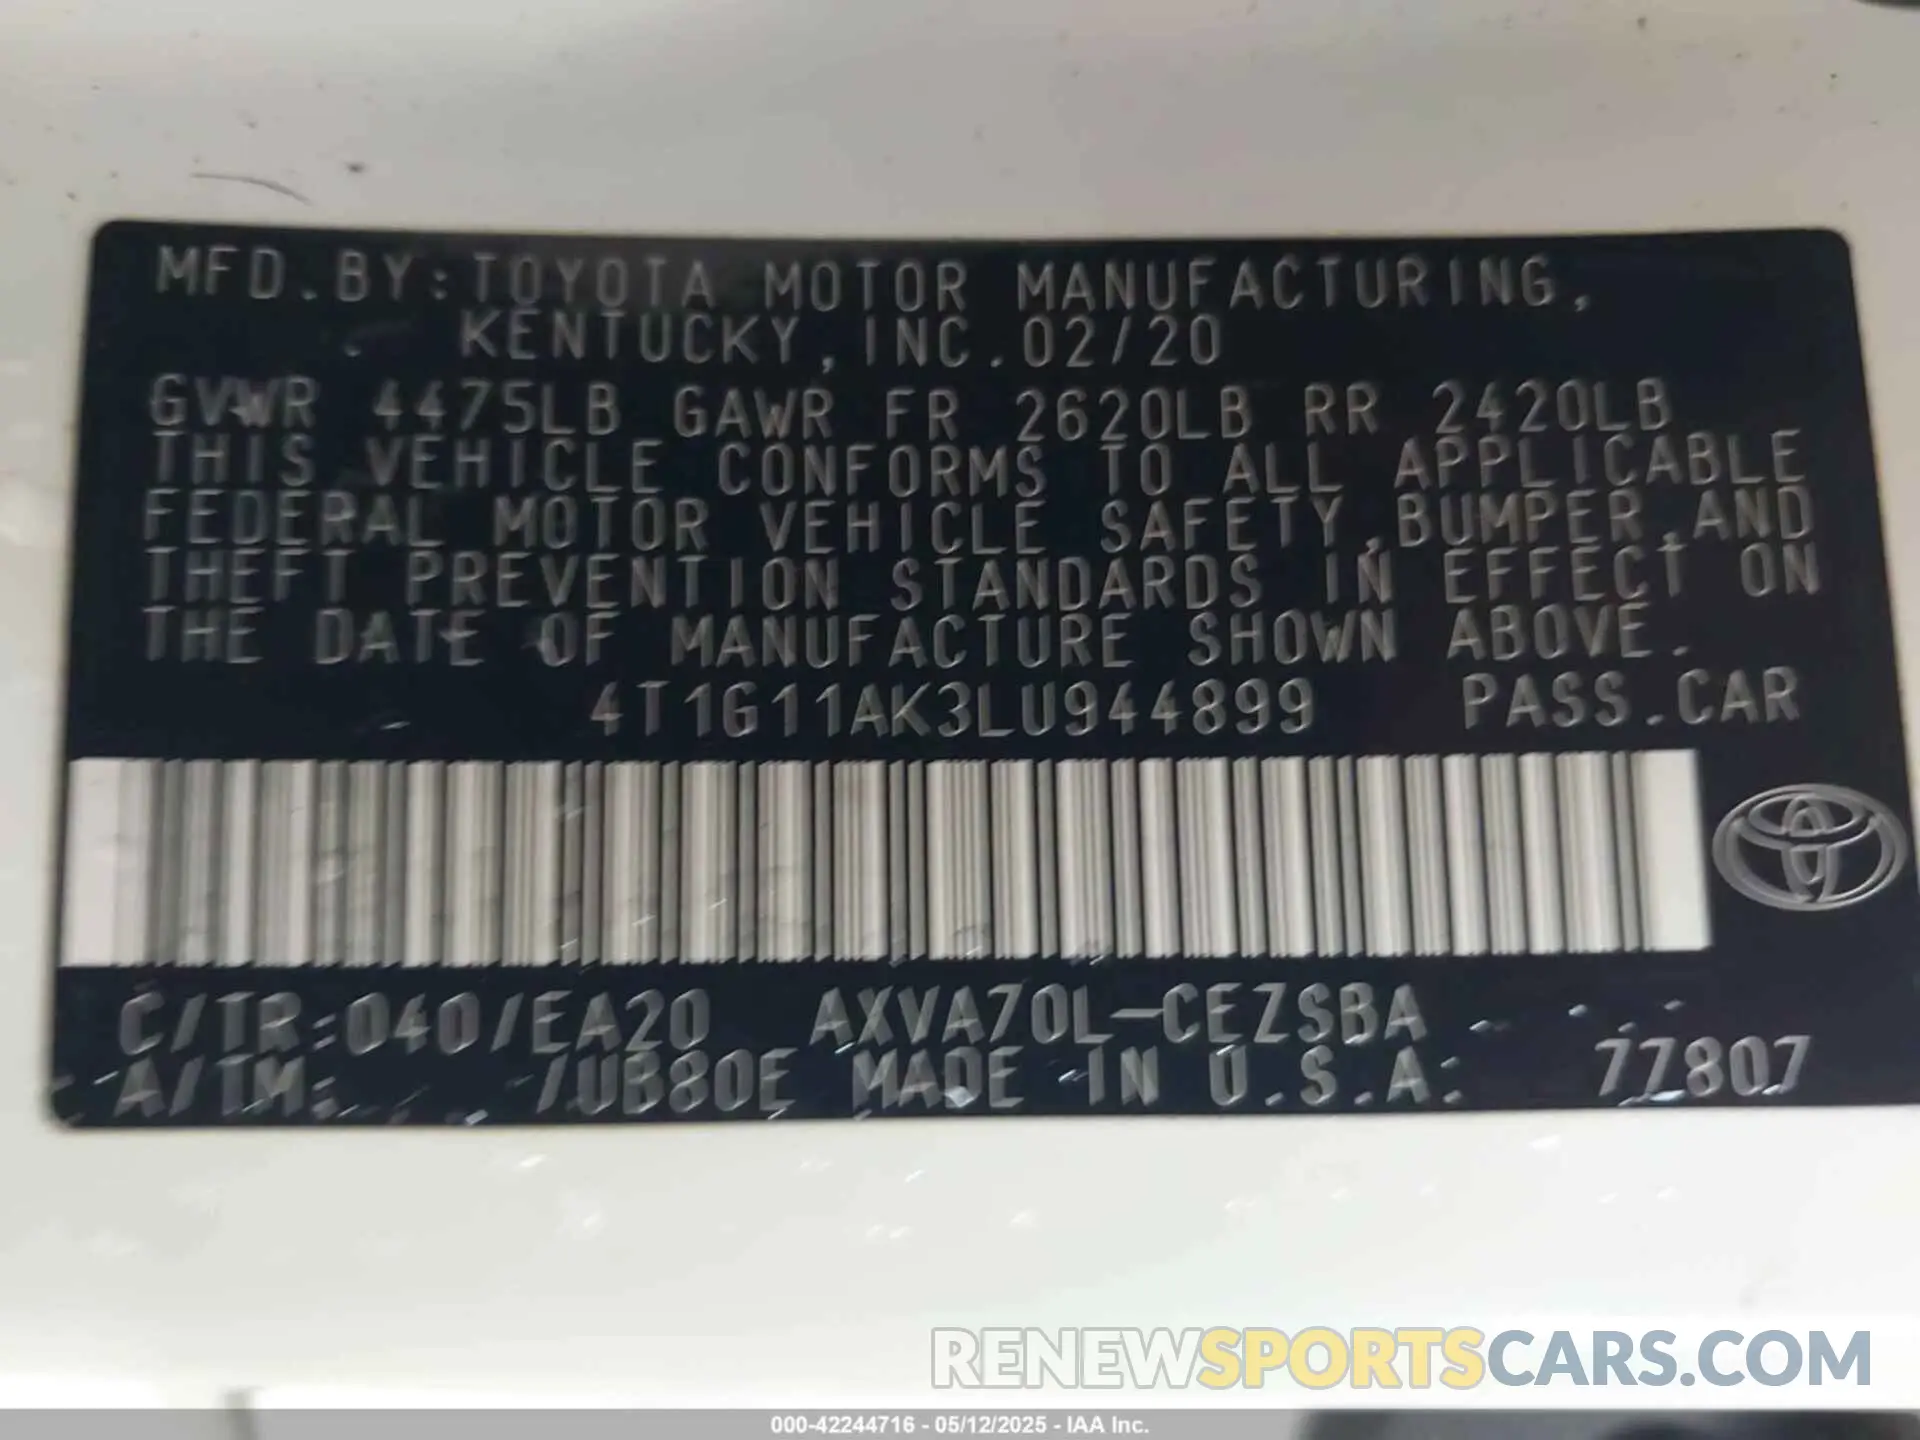 MFD.BY:TOYOTA MOTOR MANUFACTURING,
KENTUCKY,INC.02/20
GVWR 4475LB GAWR FR 2620LB RR 2420LB
THIS VEHICLE CONFORMS TO ALL APPLICABLE
FEDERAL MOTOR VEHICLE SAFETY,BUMPER,AND
THEFT PREVENTION STANDARDS IN EFFECT ON
THE DATE OF MANUFACTURE SHOWN ABOVE.
4T1G11AK3LU944899 PASS.CAR
C/TR:040/EA20 AXVA70L-CEZSBA
A/TM: /UB80E MADE IN U.S.A. 77807
RENEWSPORTSCARS.COM
000-42244716 - 05/12/2025 - IAA Inc.